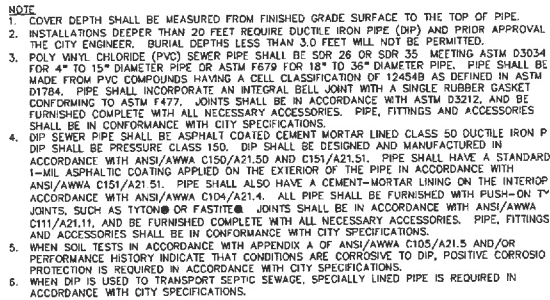 NOTE
1. COVER DEPTH SHALL BE MEASURED FROM FINISHED GRADE SURFACE TO THE TOP OF PIPE.
2. INSTALLATIONS DEEPER THAN 20 FEET REQUIRE DUCTILE IRON PIPE (DIP) AND PRIOR APPROVAL
THE CITY ENGINEER. BURIAL DEPTHS LESS THAN 3.0 FEET WILL NOT BE PERMITTED.
3. POLY VINYL CHLORIDE (PVC) SEWER PIPE SHALL BE SDR 26 OR SDR 35 MEETING ASTM D3034
FOR 4" TO 15" DIAMETER PIPE OR ASTM F679 FOR 18" TO 36" DIAMETER PIPE. PIPE SHALL BE
MADE FROM PVC COMPOUNDS HAVING A CELL CLASSIFICATION OF 12454B AS DEFINED IN ASTM
D1784. PIPE SHALL INCORPORATE AN INTEGRAL BELL JOINT WITH A SINGLE RUBBER GASKET
CONFORMING TO ASTM F477. JOINTS SHALL BE IN ACCORDANCE WITH ASTM D3212, AND BE
FURNISHED COMPLETE WITH ALL NECESSARY ACCESSORIES. PIPE, FITTINGS AND ACCESSORIES
SHALL BE IN CONFORMANCE WITH CITY SPECIFICATIONS.
4. DIP SEWER PIPE SHALL BE ASPHALT COATED CEMENT MORTAR LINED CLASS 50 DUCTILE IRON P
DIP SHALL BE PRESSURE CLASS 150. DIP SHALL BE DESIGNED AND MANUFACTURED IN
ACCORDANCE WITH ANSI/AWWA C150/A21.50 AND C151/A21.51. PIPE SHALL HAVE A STANDARD
1-MIL ASPHALTIC COATING APPLIED ON THE EXTERIOR OF THE PIPE IN ACCORDANCE WITH
ANSI/AWWA C151/A21 51. PIPE SHALL ALSO HAVE A CEMENT-MORTAR LINING ON THE INTERIOR
ACCORDANCE WITH ANSI/AWWA C104/A21.4. ALL PIPE SHALL BE FURNISHED WITH PUSH-ON TY
JOINTS, SUCH AS TYTON® OR FASTITE® JOINTS SHALL BE IN ACCORDANCE WITH ANSI/AWWA
C111/A21.11, AND BE FURNISHED COMPLETE WITH ALL NECESSARY ACCESSORIES. PIPE, FITTINGS
AND ACCESSORIES SHALL BE IN CONFORMANCE WITH CITY SPECIFICATIONS.
5. WHEN SOIL TESTS IN ACCORDANCE WITH APPENDIX A OF ANSI/AWWA C105/A21.5 AND/OR
PERFORMANCE HISTORY INDICATE THAT CONDITIONS ARE CORROSIVE TO DIP, POSITIVE CORROSIO
PROTECTION IS REQUIRED IN ACCORDANCE WITH CITY SPECIFICATIONS.
6. WHEN DIP IS USED TO TRANSPORT SEPTIC SEWAGE, SPECIALLY LINED PIPE IS REQUIRED IN
ACCORDANCE WITH CITY SPECIFICATIONS.